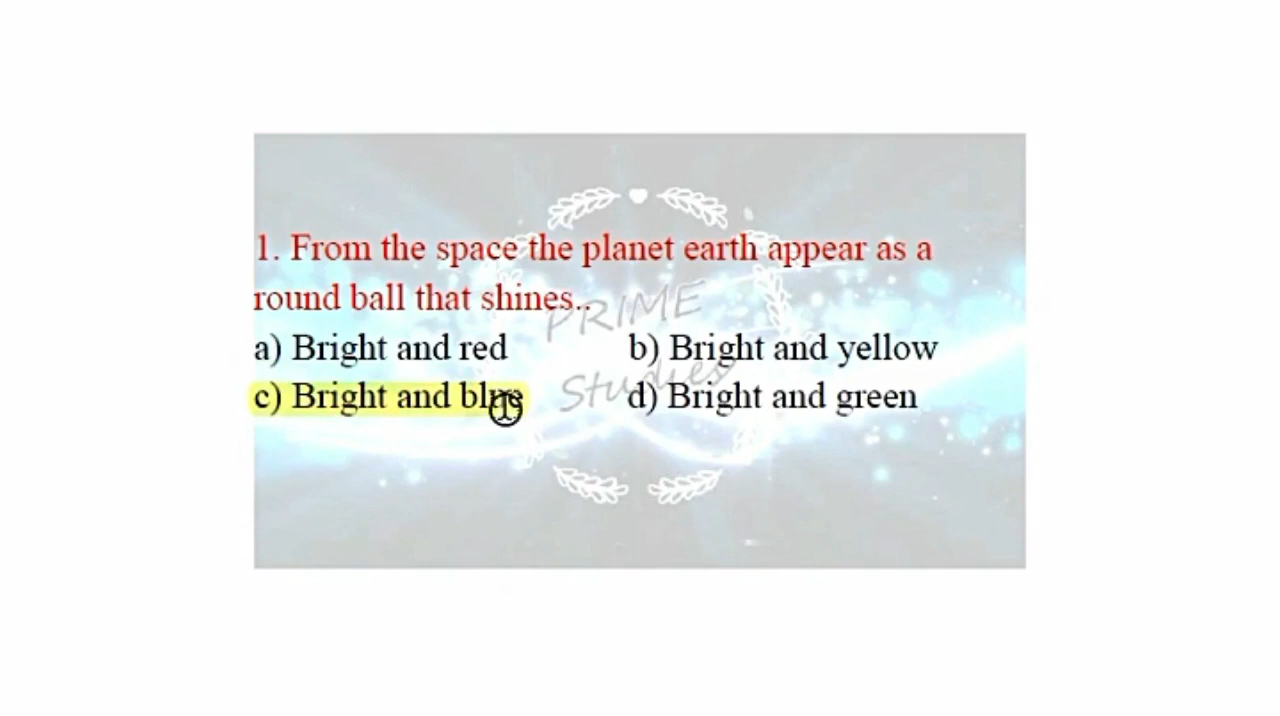 1. From the space the planet earth appear as a
round ball that shines..
PRIME
a) Bright and red b) Bright and yellow
Studies
c) Bright and blue d) Bright and green